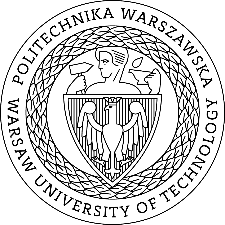 POLITECHNIKA WARSZAWSKA
WARSAW UNIVERSITY OF TECHNOLOGY